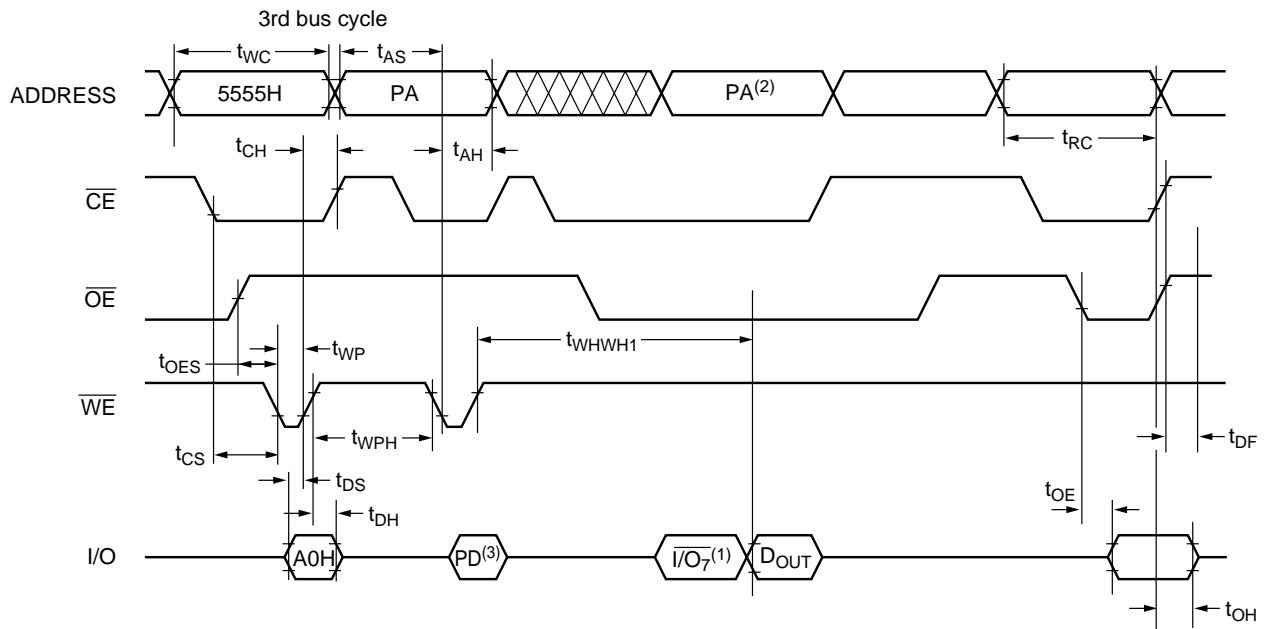 3rd bus cycle
tWC tAS
ADDRESS 5555H PA PA(2)
tCH tAH tRC
CE
OE
tOES tWP tWHWH1
WE
tCS tWPH tDF
tDS tOE
tDH
I/O A0H PD(3) I/O7(1) DOUT
tOH